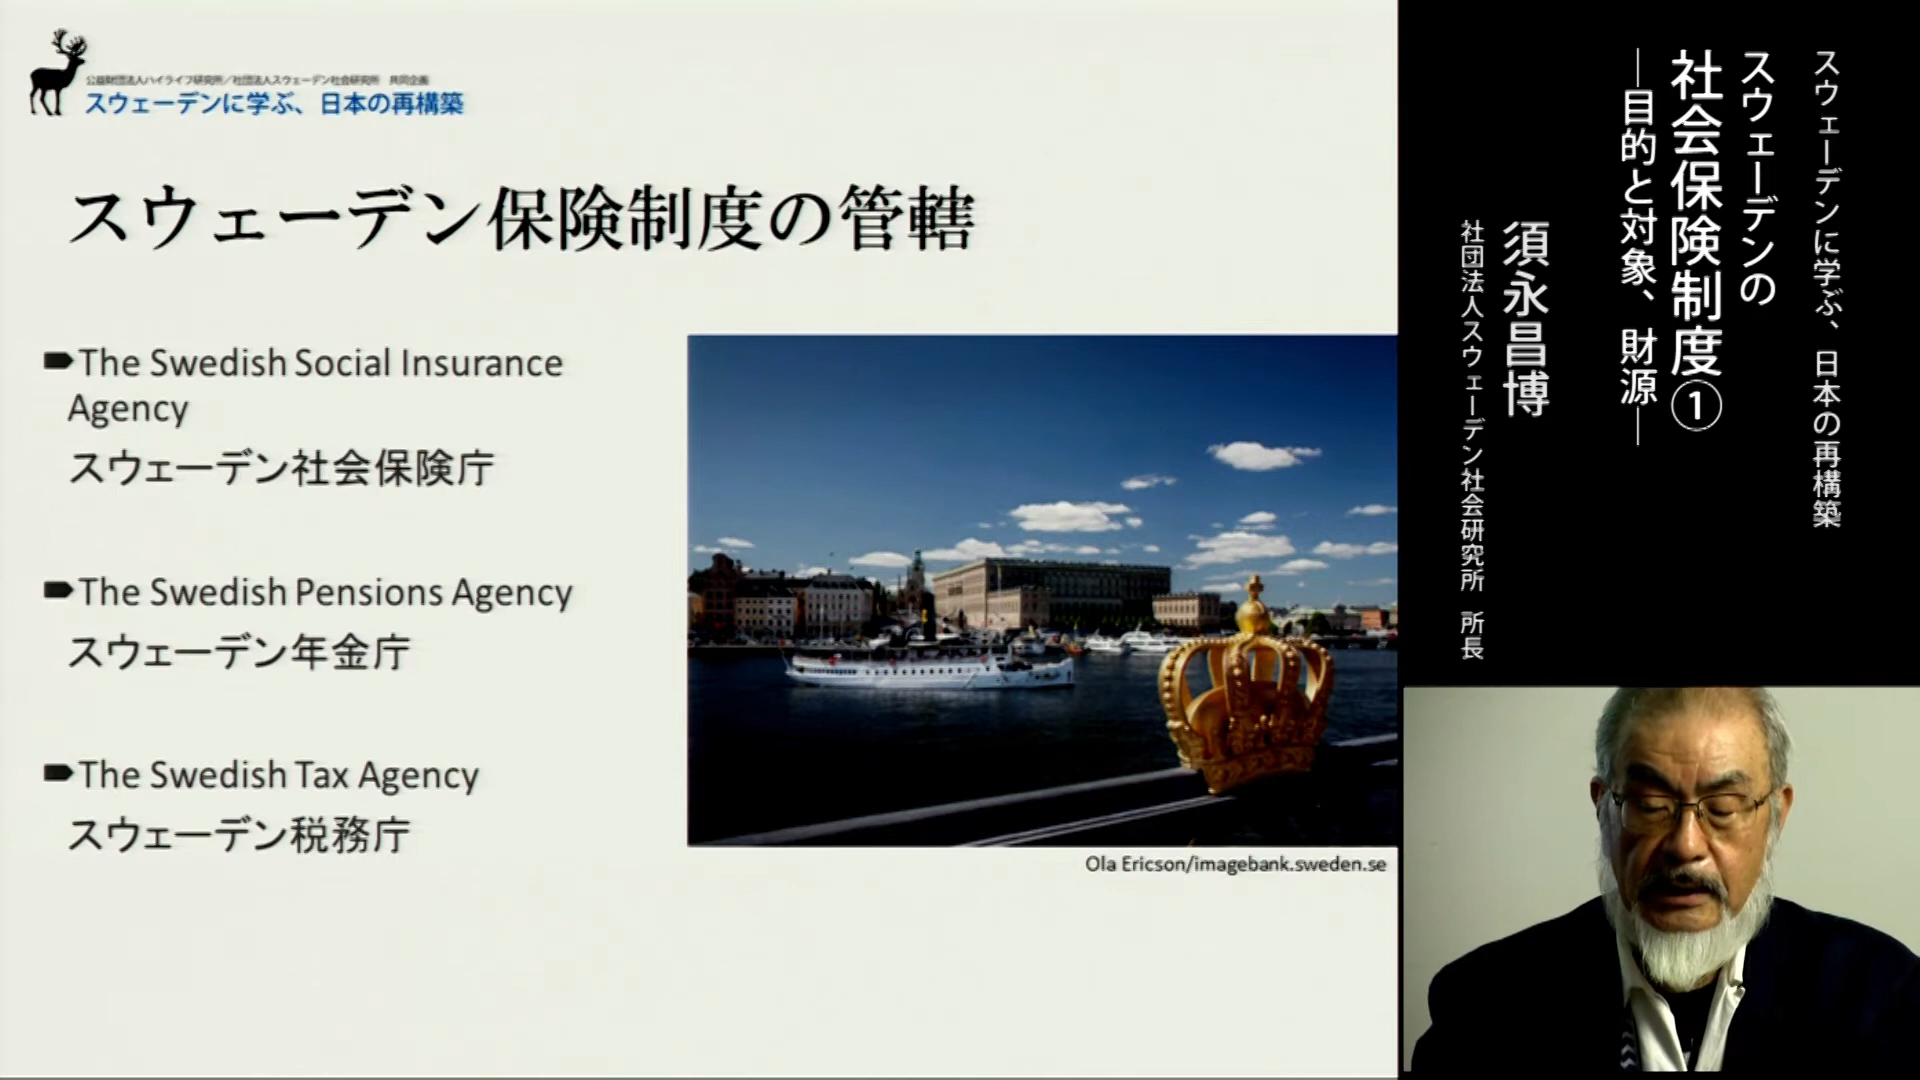 公益財団法人ハイライフ研究所／社団法人スウェーデン社会研究所　共同企画
スウェーデンに学ぶ、日本の再構築
スウェーデン保険制度の管轄
The Swedish Social Insurance
Agency
スウェーデン社会保険庁
The Swedish Pensions Agency
スウェーデン年金庁
The Swedish Tax Agency
スウェーデン税務庁
Ola Ericson/imagebank.sweden.se
スウェーデンに学ぶ、日本の再構築
スウェーデンの
社会保険制度①
―目的と対象、財源―
須永昌博
社団法人スウェーデン社会研究所 所長